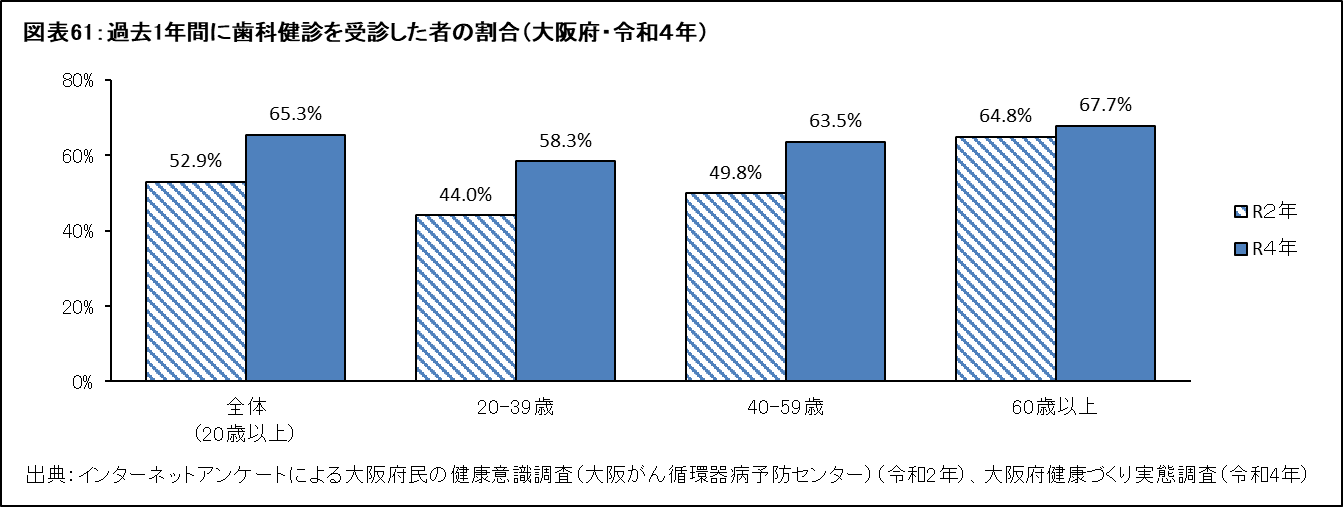 図表61：過去1年間に歯科健診を受診した者の割合（大阪府・令和４年）
80%
60%
40%
20%
0%
52.9%
65.3%
44.0%
58.3%
49.8%
63.5%
64.8%
67.7%
R２年
R４年
全体
（20歳以上）
20-39歳
40-59歳
60歳以上
出典：インターネットアンケートによる大阪府民の健康意識調査（大阪がん循環器病予防センター）（令和2年）、大阪府健康づくり実態調査（令和4年）